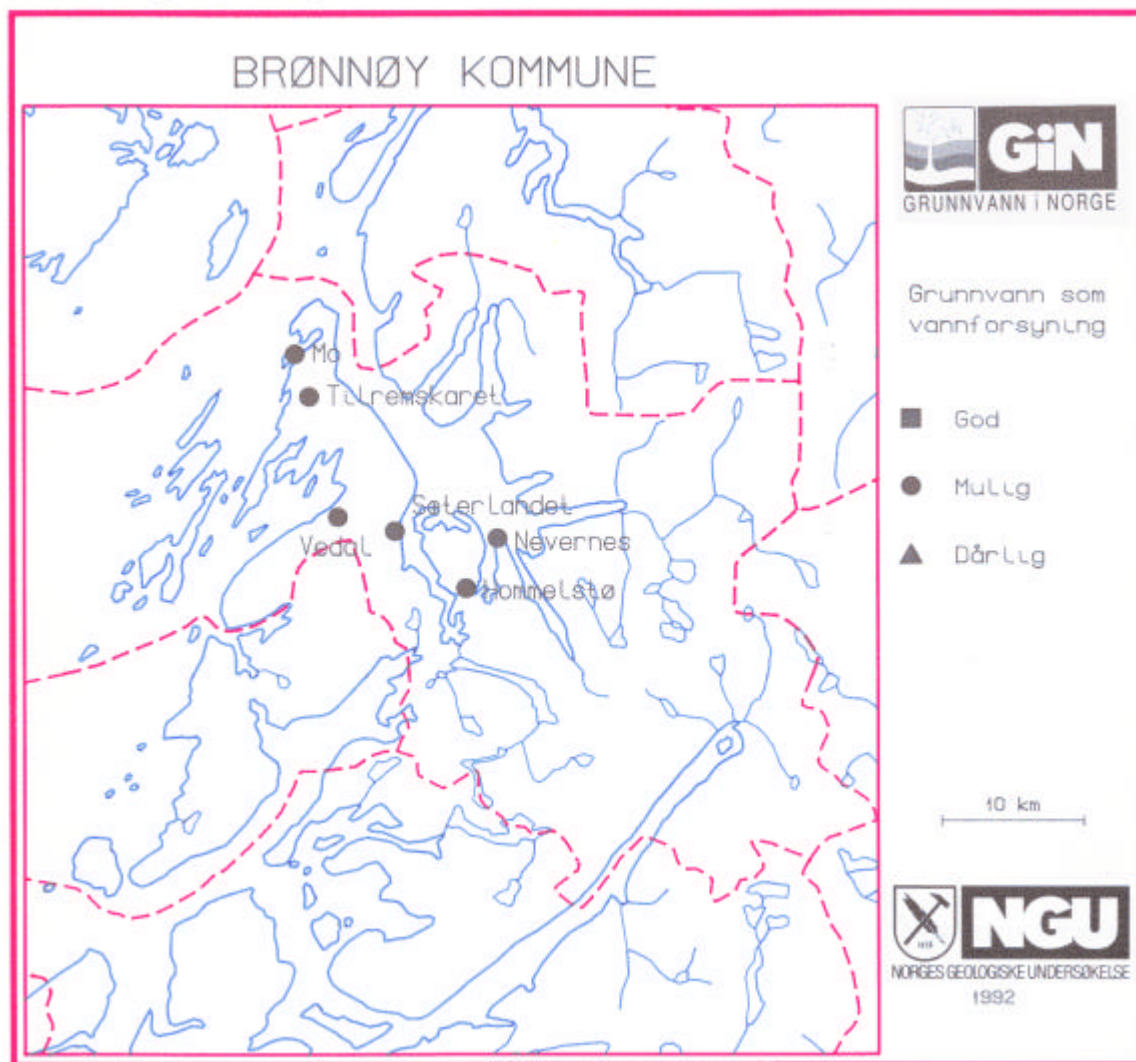 BRØNNØY KOMMUNE
GiN
GRUNNVANN i NORGE
Grunnvann som
vannforsyning
God
Mulig
Dårlig
Mo
Tilremskaret
Sæterlandet
Vedal
Nevernes
Hommelstø
10 km
NGU
NORGES GEOLOGISKE UNDERSØKELSE
1992